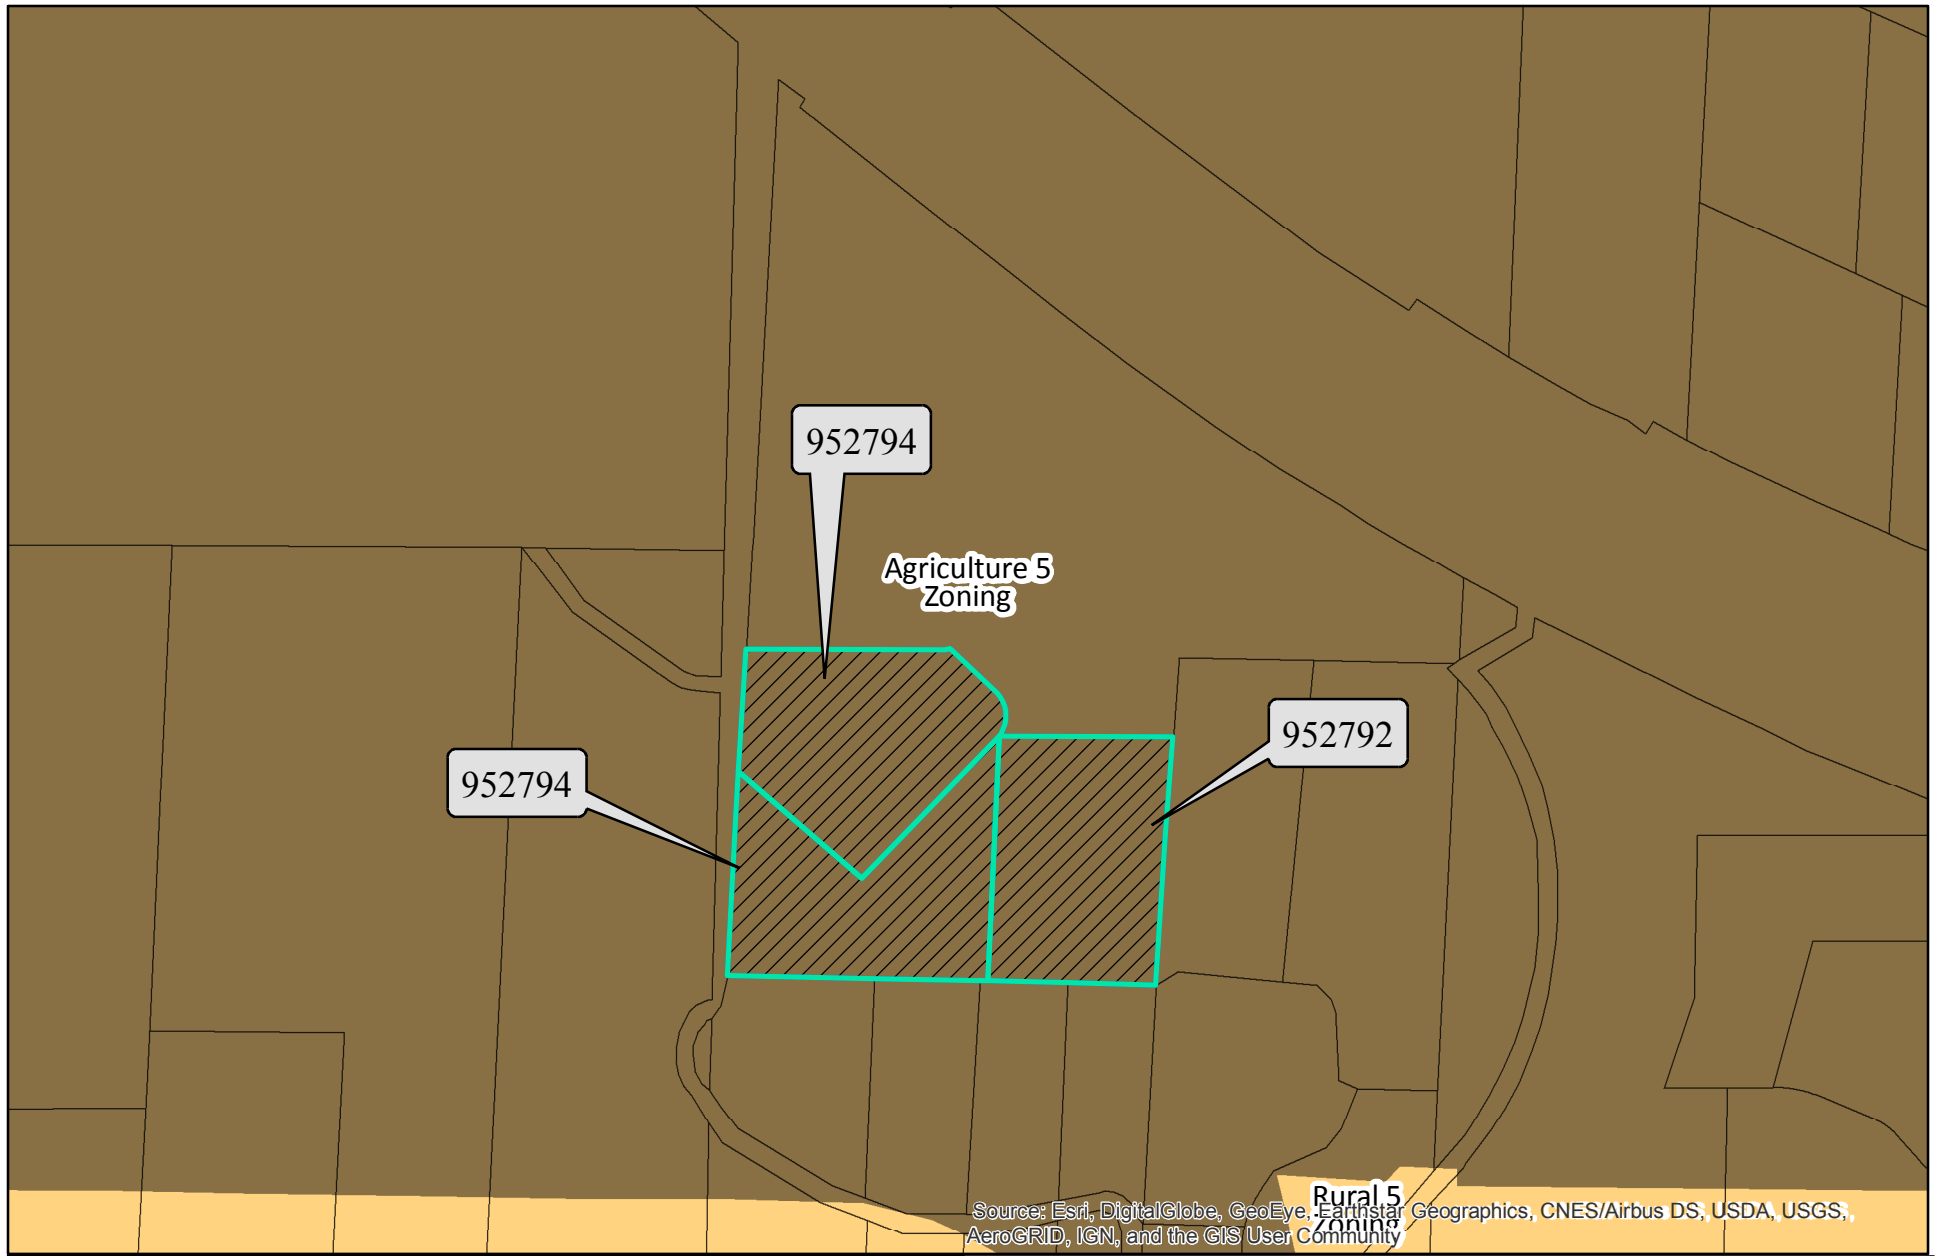 952794
Agriculture 5
Zoning
952792
952794
Rural 5
Zoning
Source: Esri, DigitalGlobe, GeoEye, Earthstar Geographics, CNES/Airbus DS, USDA, USGS,
AeroGRID, IGN, and the GIS User Community